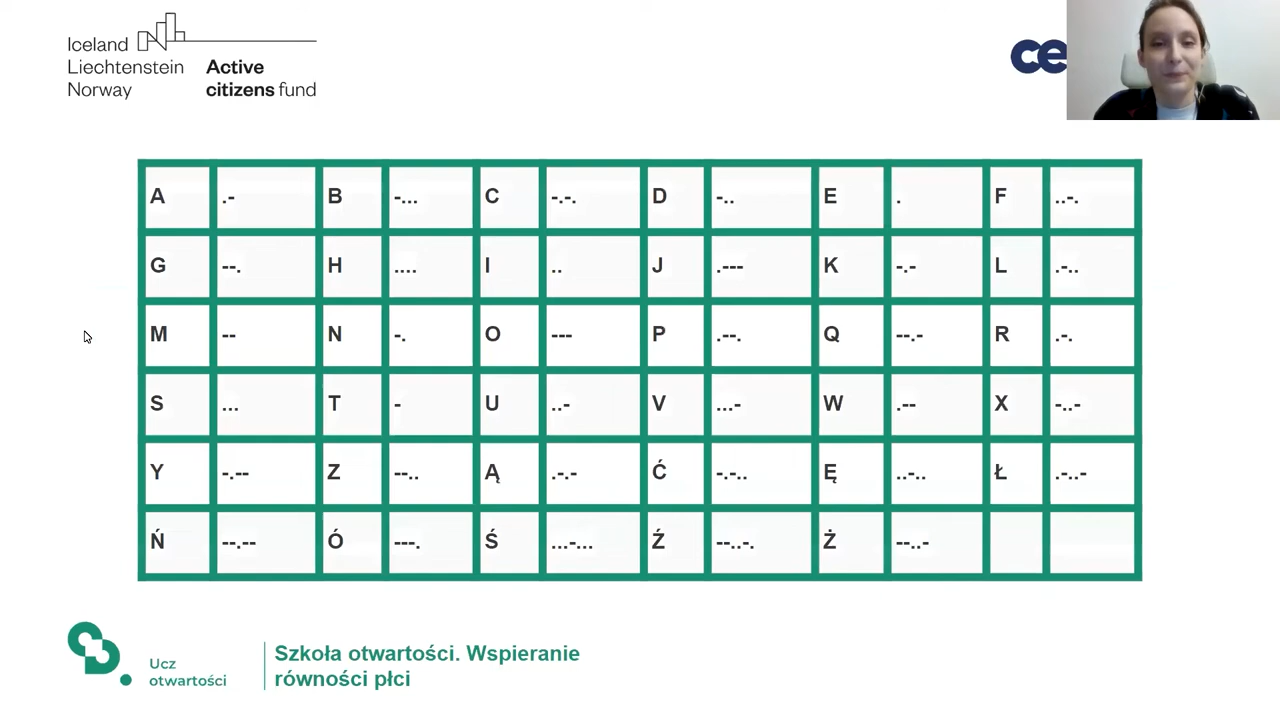 Iceland
Liechtenstein
Norway
Active
citizens fund
ce
A .- B -... C -.-. D -.. E . F ..-.
G --. H .... I .. J .--- K -.- L .-..
M -- N -. O --- P .--. Q --.- R .-.
S ... T - U ..- V ...- W .-- X -..-
Y -.-- Z --.. Ą .-.- Ć -.-.. Ę ..-.. Ł .-..-
Ń --.-- Ó ---. Ś ...-... Ź --..-. Ż --..-
Ucz
otwartości
Szkoła otwartości. Wspieranie
równości płci